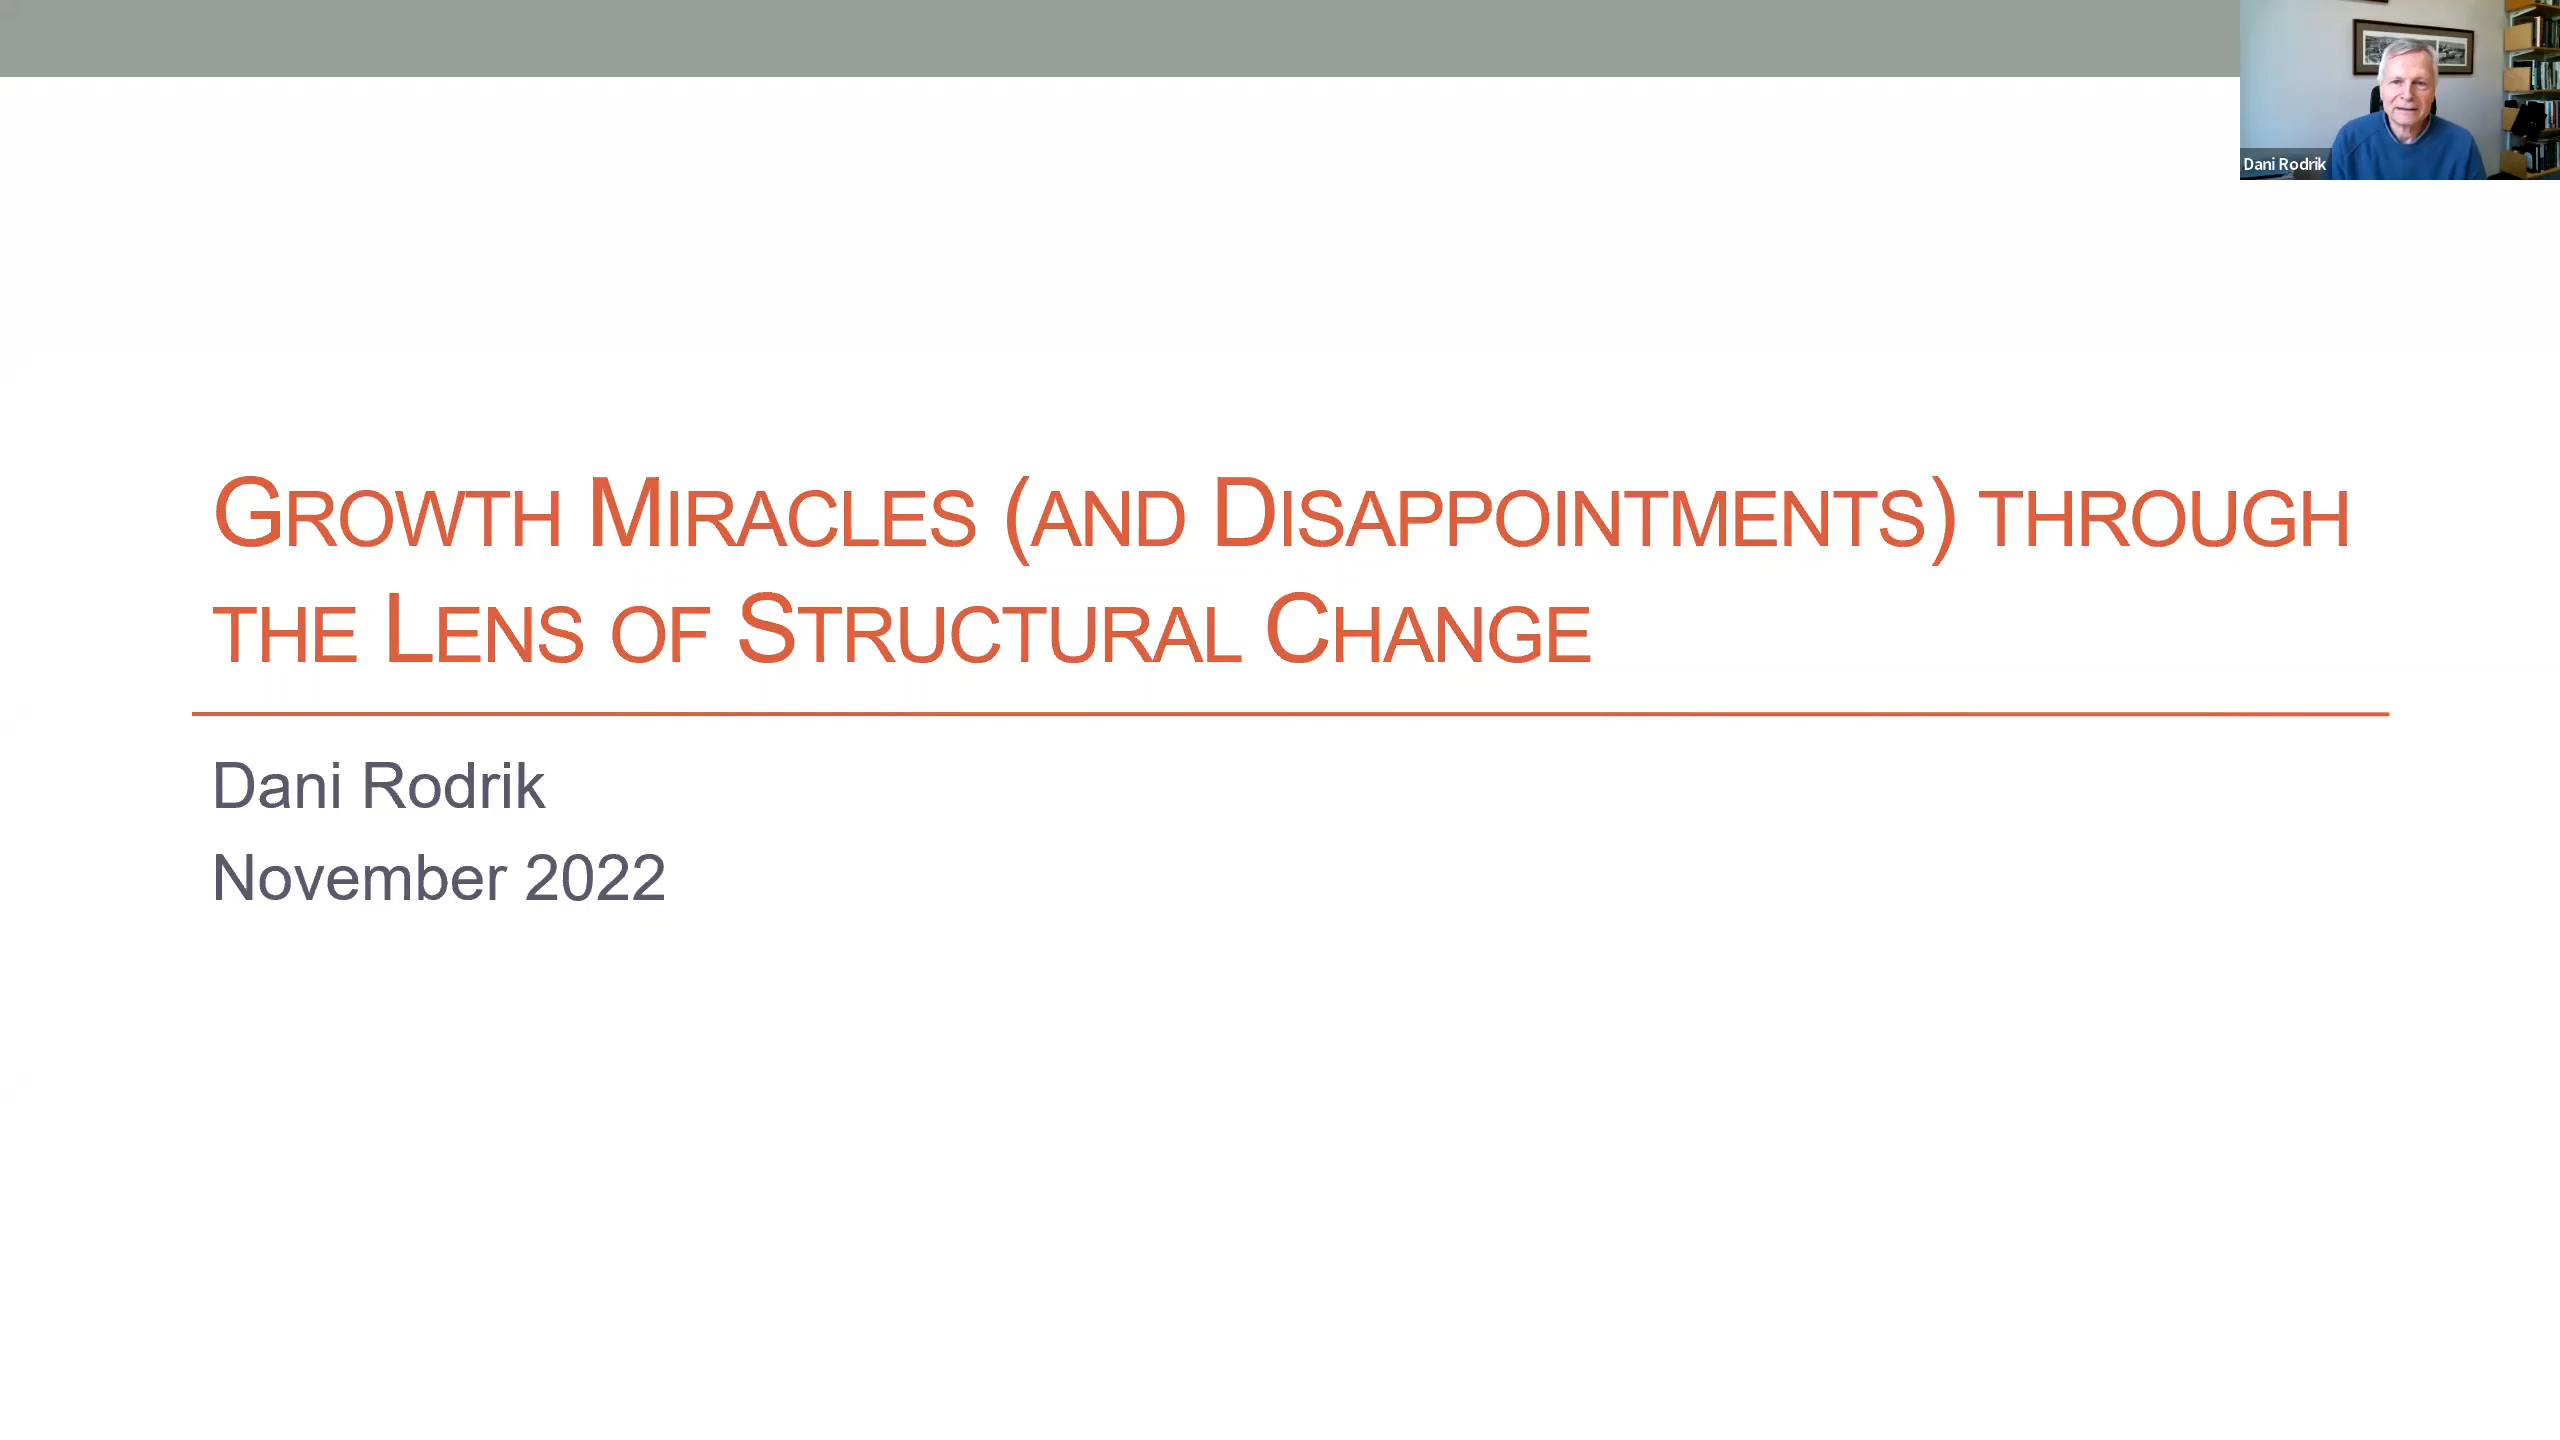 GROWTH MIRACLES (AND DISAPPOINTMENTS) THROUGH
THE LENS OF STRUCTURAL CHANGE
Dani Rodrik
November 2022
Dani Rodrik